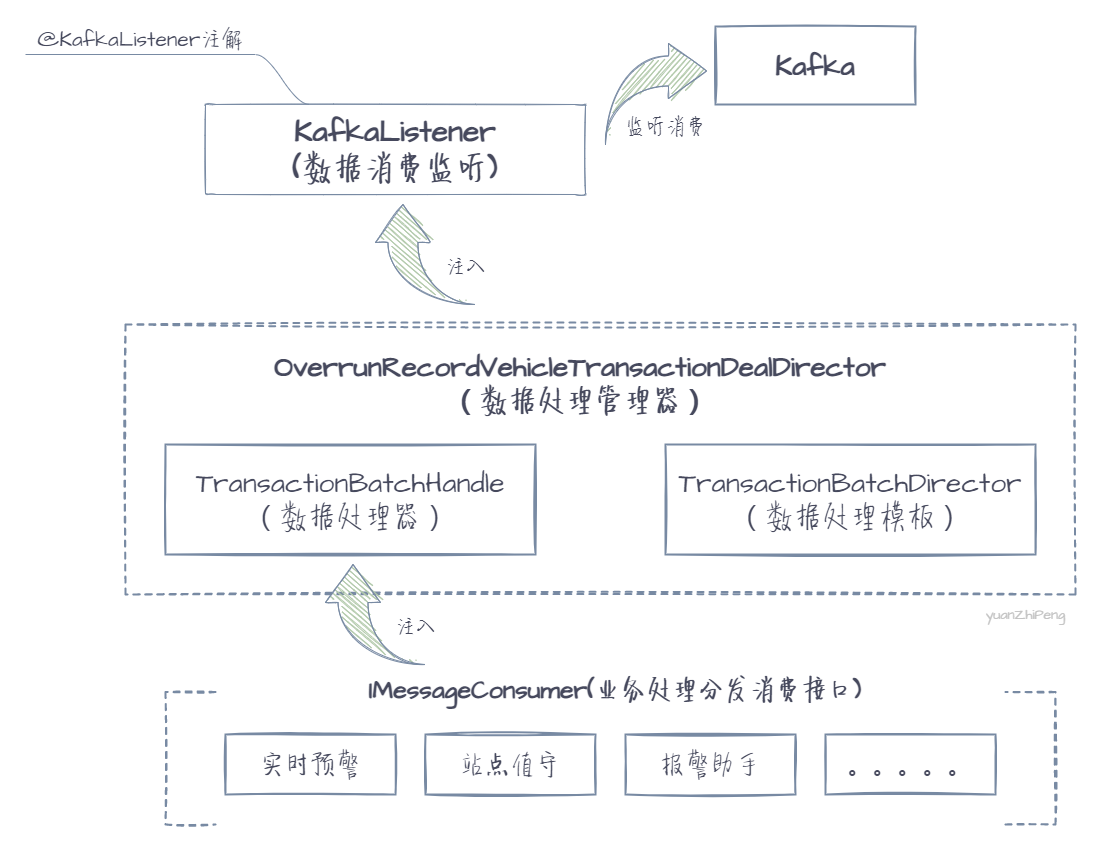 @KafkaListener注解
Kafka
监听消费
KafkaListener
(数据消费监听)
注入
OverrunRecordVehicleTransactionDealDirector
(数据处理管理器)
TransactionBatchHandle
(数据处理器)
TransactionBatchDirector
(数据处理模板)
注入
yuanZhiPeng
IMessageConsumer(业务处理分发消费接口)
实时预警
站点值守
报警助手
。。。。。